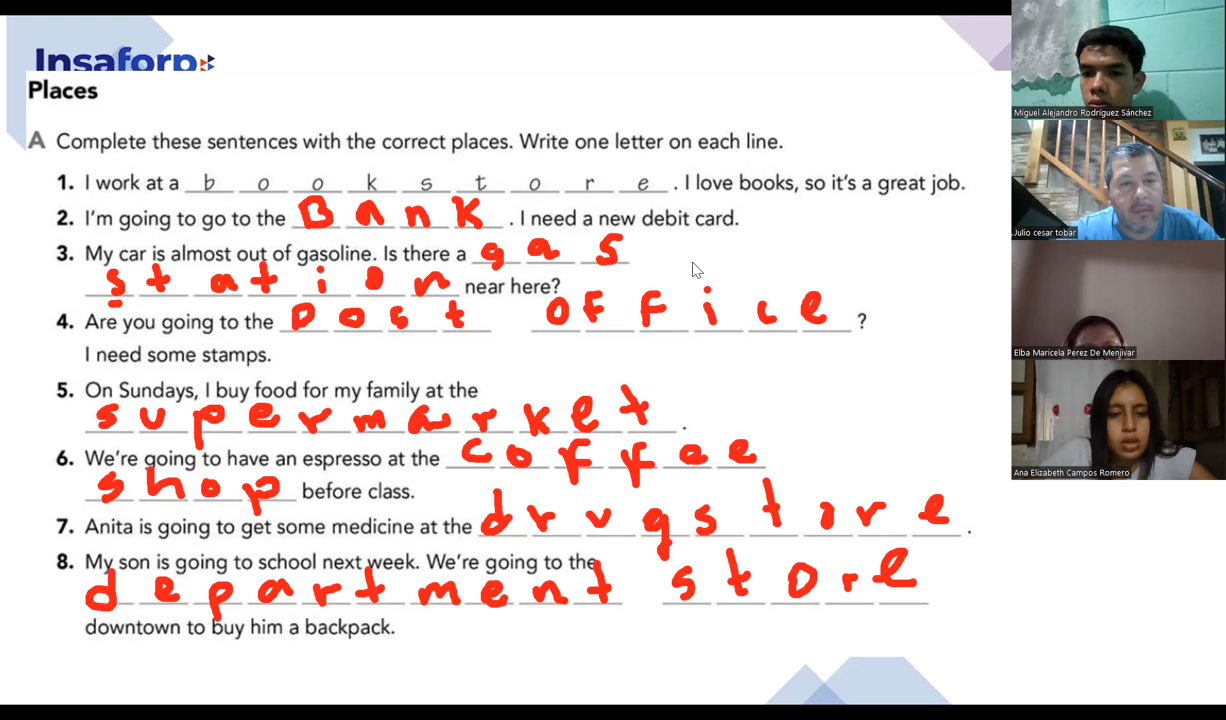 Insaforp
Places
A Complete these sentences with the correct places. Write one letter on each line.
1. I work at a b o o k s t o r e . I love books, so it's a great job.
2. I'm going to go to the B a n k . I need a new debit card.
3. My car is almost out of gasoline. Is there a g a s
s t a t i o n near here?
4. Are you going to the p o s t o f f i c e ?
I need some stamps.
5. On Sundays, I buy food for my family at the
s u p e r m a r k e t .
6. We're going to have an espresso at the c o f f e e
s h o p before class.
7. Anita is going to get some medicine at the d r u g s t o r e .
8. My son is going to school next week. We're going to the
d e p a r t m e n t s t o r e
downtown to buy him a backpack.
Miguel Alejandro Rodríguez Sánchez
Julio cesar tobar
Elba Maricela Perez De Menjivar
Ana Elizabeth Campos Romero